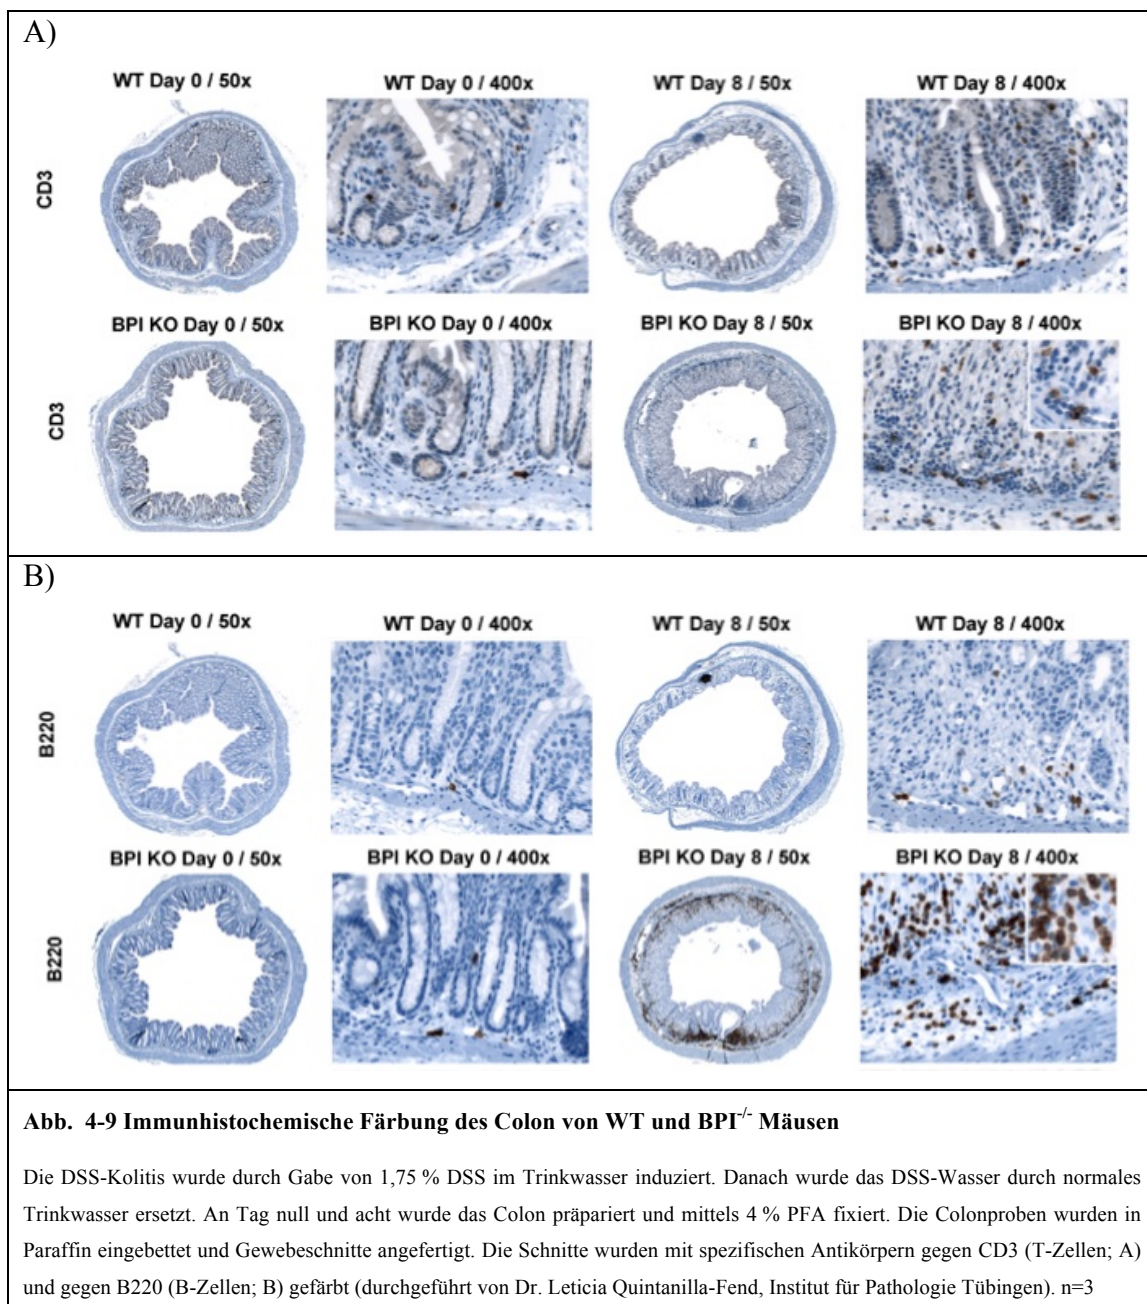 A)
WT Day 0 / 50x WT Day 0 / 400x WT Day 8 / 50x WT Day 8 / 400x
CD3
BPI KO Day 0 / 50x BPI KO Day 0 / 400x BPI KO Day 8 / 50x BPI KO Day 8 / 400x
CD3
B)
WT Day 0 / 50x WT Day 0 / 400x WT Day 8 / 50x WT Day 8 / 400x
B220
BPI KO Day 0 / 50x BPI KO Day 0 / 400x BPI KO Day 8 / 50x BPI KO Day 8 / 400x
B220
Abb. 4-9 Immunhistochemische Färbung des Colon von WT und BPI-/- Mäusen
Die DSS-Kolitis wurde durch Gabe von 1,75 % DSS im Trinkwasser induziert. Danach wurde das DSS-Wasser durch normales
Trinkwasser ersetzt. An Tag null und acht wurde das Colon präpariert und mittels 4 % PFA fixiert. Die Colonproben wurden in
Paraffin eingebettet und Gewebeschnitte angefertigt. Die Schnitte wurden mit spezifischen Antikörpern gegen CD3 (T-Zellen; A)
und gegen B220 (B-Zellen; B) gefärbt (durchgeführt von Dr. Leticia Quintanilla-Fend, Institut für Pathologie Tübingen). n=3